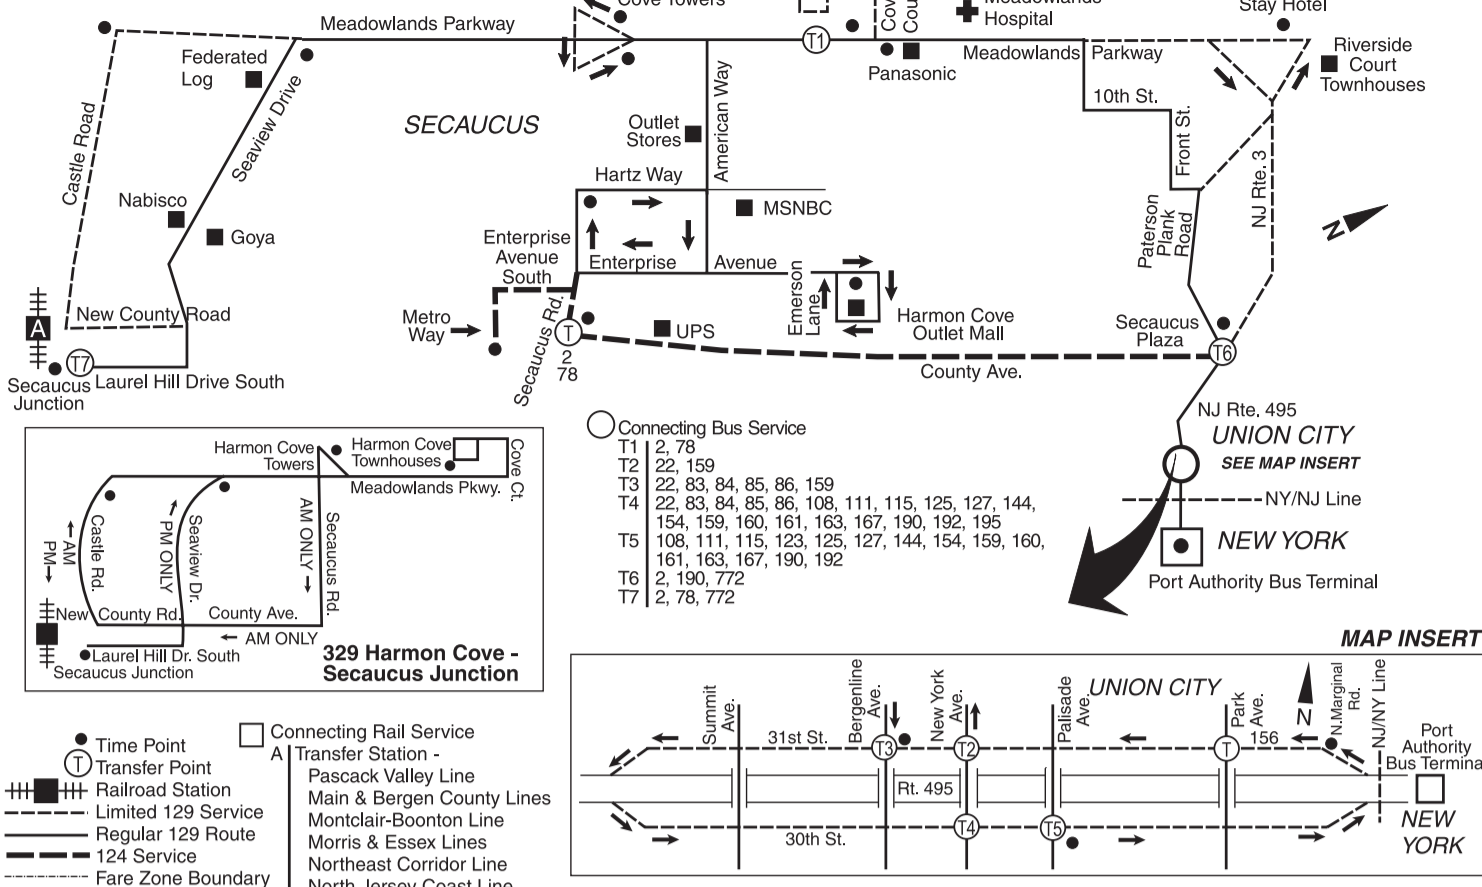 Cove Towers
Meadowlands
Hospital
Stay Hotel
Meadowlands Parkway
T1
Cov
Cou
Meadowlands Parkway
Panasonic
Riverside
Court
Townhouses
Federated
Log
Castle Road
Seaview Drive
SECAUCUS
Outlet
Stores
American Way
10th St.
Front St.
Nabisco
Goya
Hartz Way
MSNBC
NJ Rte. 3
Paterson
Plank
Road
N
Enterprise
Avenue
South
Enterprise Avenue
Emerson
Lane
Harmon Cove
Outlet Mall
New County Road
A
Metro
Way
Secaucus Rd.
T
2
78
UPS
Secaucus
Plaza
T6
County Ave.
T7
Laurel Hill Drive South
Secaucus
Junction
NJ Rte. 495
UNION CITY
SEE MAP INSERT
NY/NJ Line
NEW YORK
Port Authority Bus Terminal
Connecting Bus Service
T1 2, 78
T2 22, 159
T3 22, 83, 84, 85, 86, 159
T4 22, 83, 84, 85, 86, 108, 111, 115, 125, 127, 144,
154, 159, 160, 161, 163, 167, 190, 192, 195
T5 108, 111, 115, 123, 125, 127, 144, 154, 159, 160,
161, 163, 167, 190, 192
T6 2, 190, 772
T7 2, 78, 772
Harmon Cove
Towers
Harmon Cove
Townhouses
Cove Ct.
Meadowlands Pkwy.
AM
PM
Castle Rd.
PM ONLY
Seaview Dr.
AM ONLY
Secaucus Rd.
New County Rd.
County Ave.
AM ONLY
Laurel Hill Dr. South
Secaucus Junction
329 Harmon Cove -
Secaucus Junction
MAP INSERT
UNION CITY
Summit
Ave.
Bergenline
Ave.
New York
Ave.
Palisade
Ave.
Park
Ave.
N
N.Marginal
Rd.
NJ/NY Line
31st St.
T3
T2
T
156
Port
Authority
Bus Termina
Rt. 495
30th St.
T4
T5
NEW
YORK
Time Point
T Transfer Point
Railroad Station
Limited 129 Service
Regular 129 Route
124 Service
Fare Zone Boundary
Connecting Rail Service
A Transfer Station -
Pascack Valley Line
Main & Bergen County Lines
Montclair-Boonton Line
Morris & Essex Lines
Northeast Corridor Line
North Jersey Coast Line